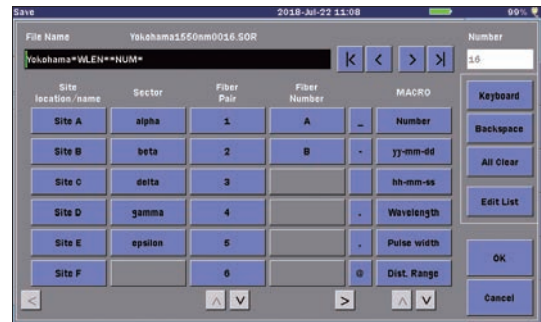 Save 2018-Jul-22 11:08 99%
File Name Yokohama1550nm0016.SOR Number
Yokohama*WLEN**NUM* |< < > >| 16
Site location/name Sector Fiber Pair Fiber Number MACRO
Site A alpha 1 A _ Number Keyboard
Site B beta 2 B - yy-mm-dd Backspace
Site C delta 3 hh-mm-ss All Clear
Site D gamma 4 . Wavelength Edit List
Site E epsilon 5 Pulse width OK
Site F 6 @ Dist. Range Cancel
< ∧ ∨ > ∧ ∨